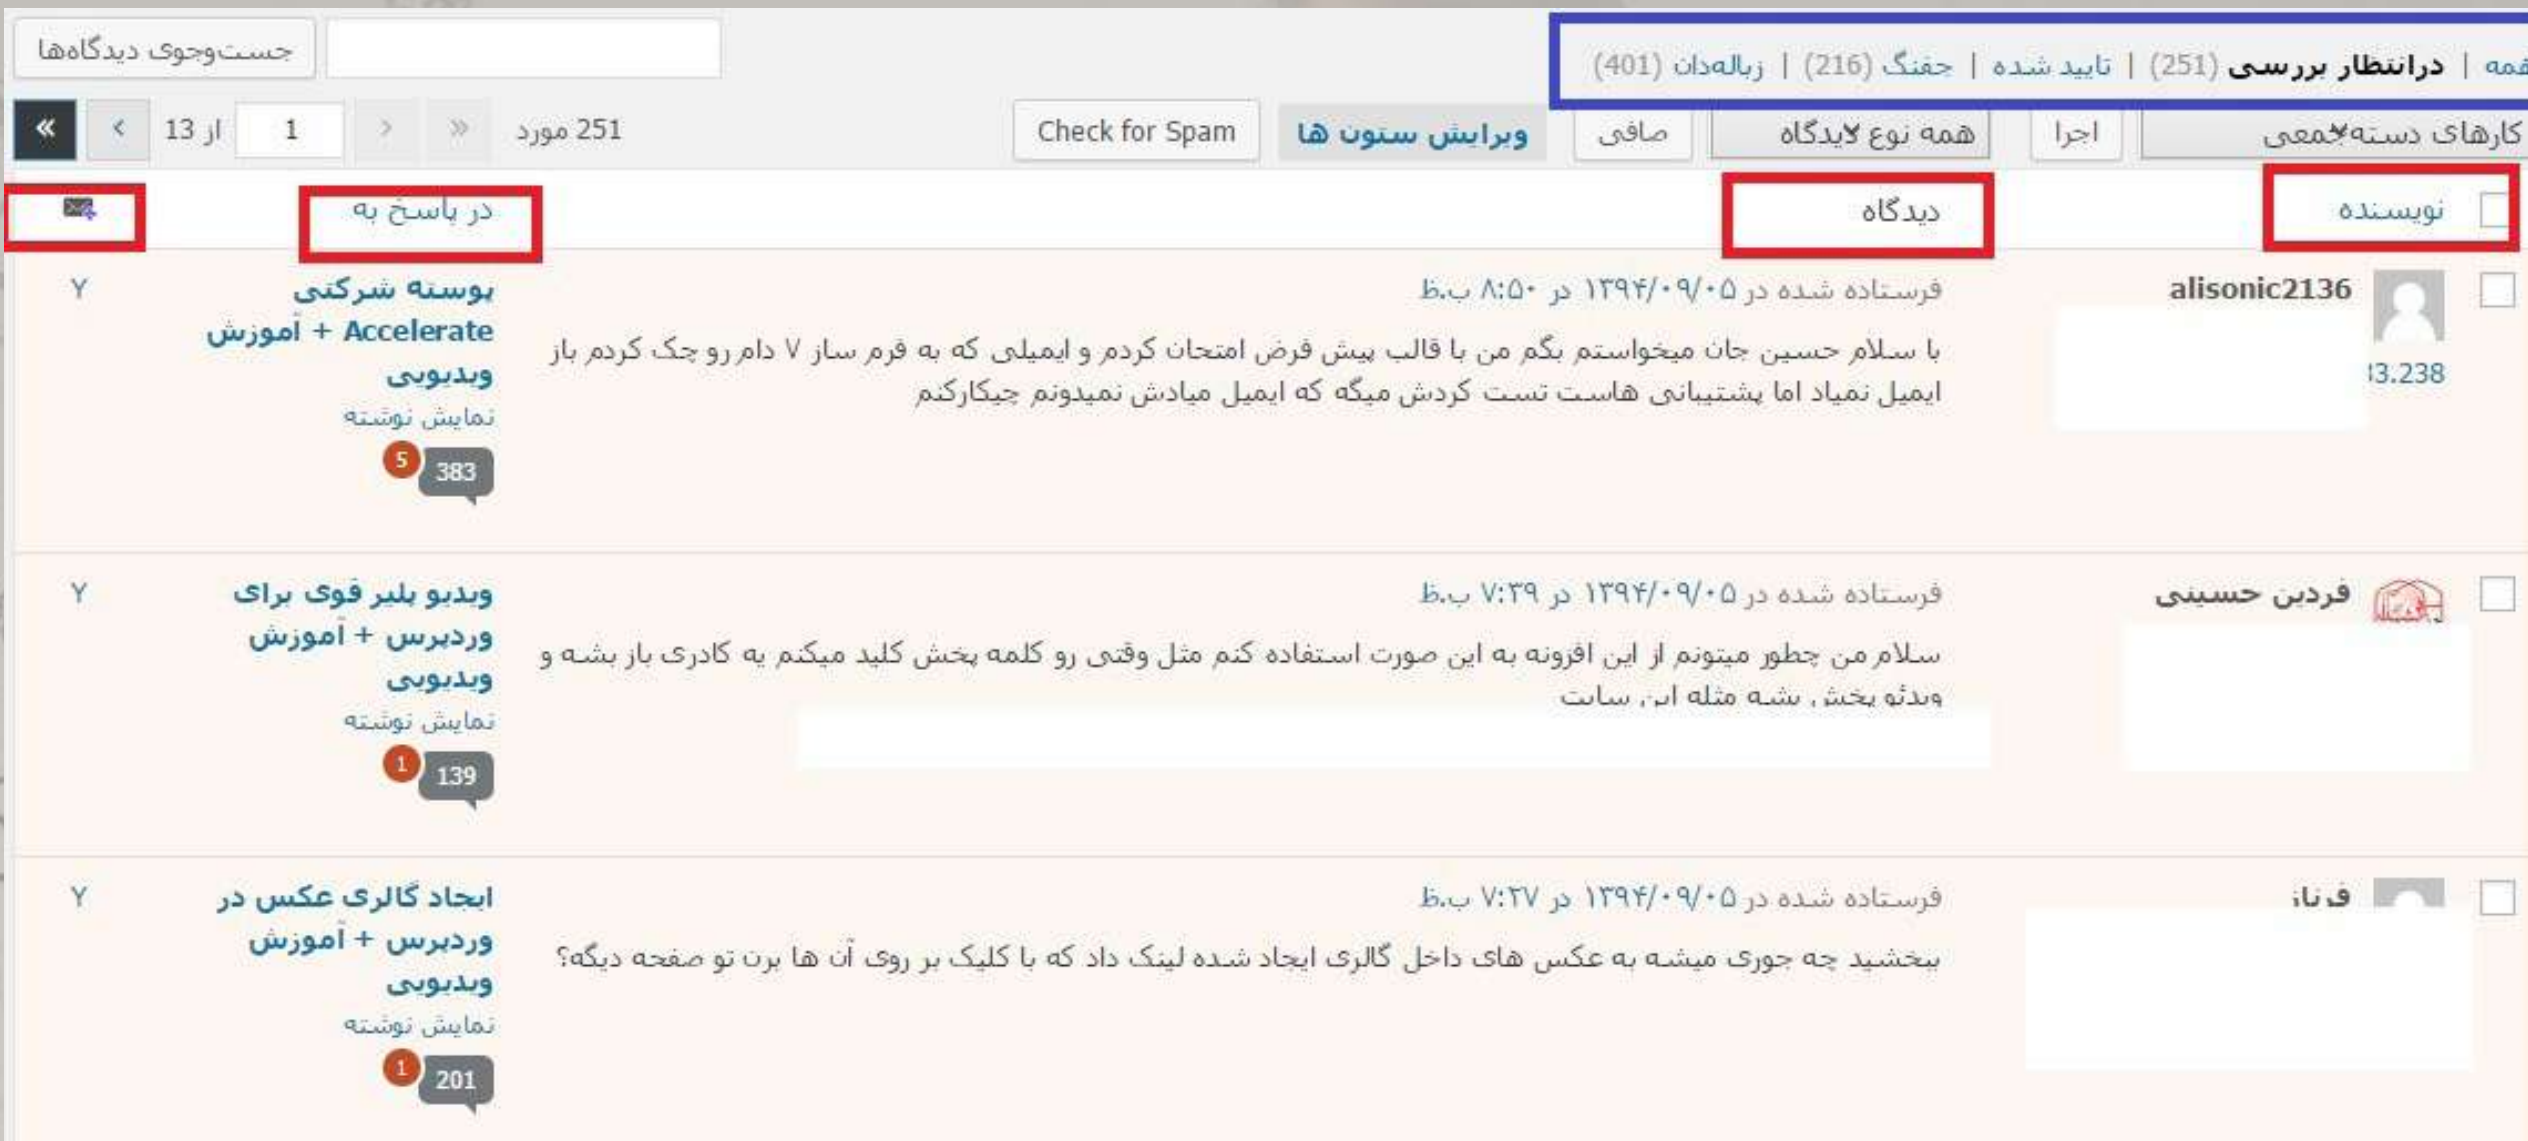 همه | درانتظار بررسی (251) | تایید شده | جفنگ (216) | زباله‌دان (401)
جست‌وجوی دیدگاه‌ها
کارهای دسته‌جمعی
اجرا
همه نوع دیدگاه
صافی
ویرایش ستون ها
Check for Spam
251 مورد
»
›
1 از 13
‹
«
نویسنده
دیدگاه
در پاسخ به
alisonic2136
13.238
فرستاده شده در ۱۳۹۴/۰۹/۰۵ در ۸:۵۰ ب.ظ
با سلام حسین جان میخواستم بگم من با قالب پیش فرض امتحان کردم و ایمیلی که به فرم ساز ۷ دام رو چک کردم باز
ایمیل نمیاد اما پشتیبانی هاست تست کردش میگه که ایمیل میادش نمیدونم چیکارکنم
پوسته شرکتی
Accelerate + آموزش
ویدیویی
نمایش نوشته
383
5
Y
فردین حسینی
فرستاده شده در ۱۳۹۴/۰۹/۰۵ در ۷:۳۹ ب.ظ
سلام من چطور میتونم از این افزونه به این صورت استفاده کنم مثل وقتی رو کلمه پخش کلید میکنم یه کادری باز بشه و
ویدئو پخش بشه مثله این سایت
ویدیو پلیر قوی برای
وردپرس + آموزش
ویدیویی
نمایش نوشته
139
1
Y
فرناز
فرستاده شده در ۱۳۹۴/۰۹/۰۵ در ۷:۲۷ ب.ظ
ببخشید چه جوری میشه به عکس های داخل گالری ایجاد شده لینک داد که با کلیک بر روی آن ها برن تو صفحه دیگه؟
ایجاد گالری عکس در
وردپرس + آموزش
ویدیویی
نمایش نوشته
201
1
Y